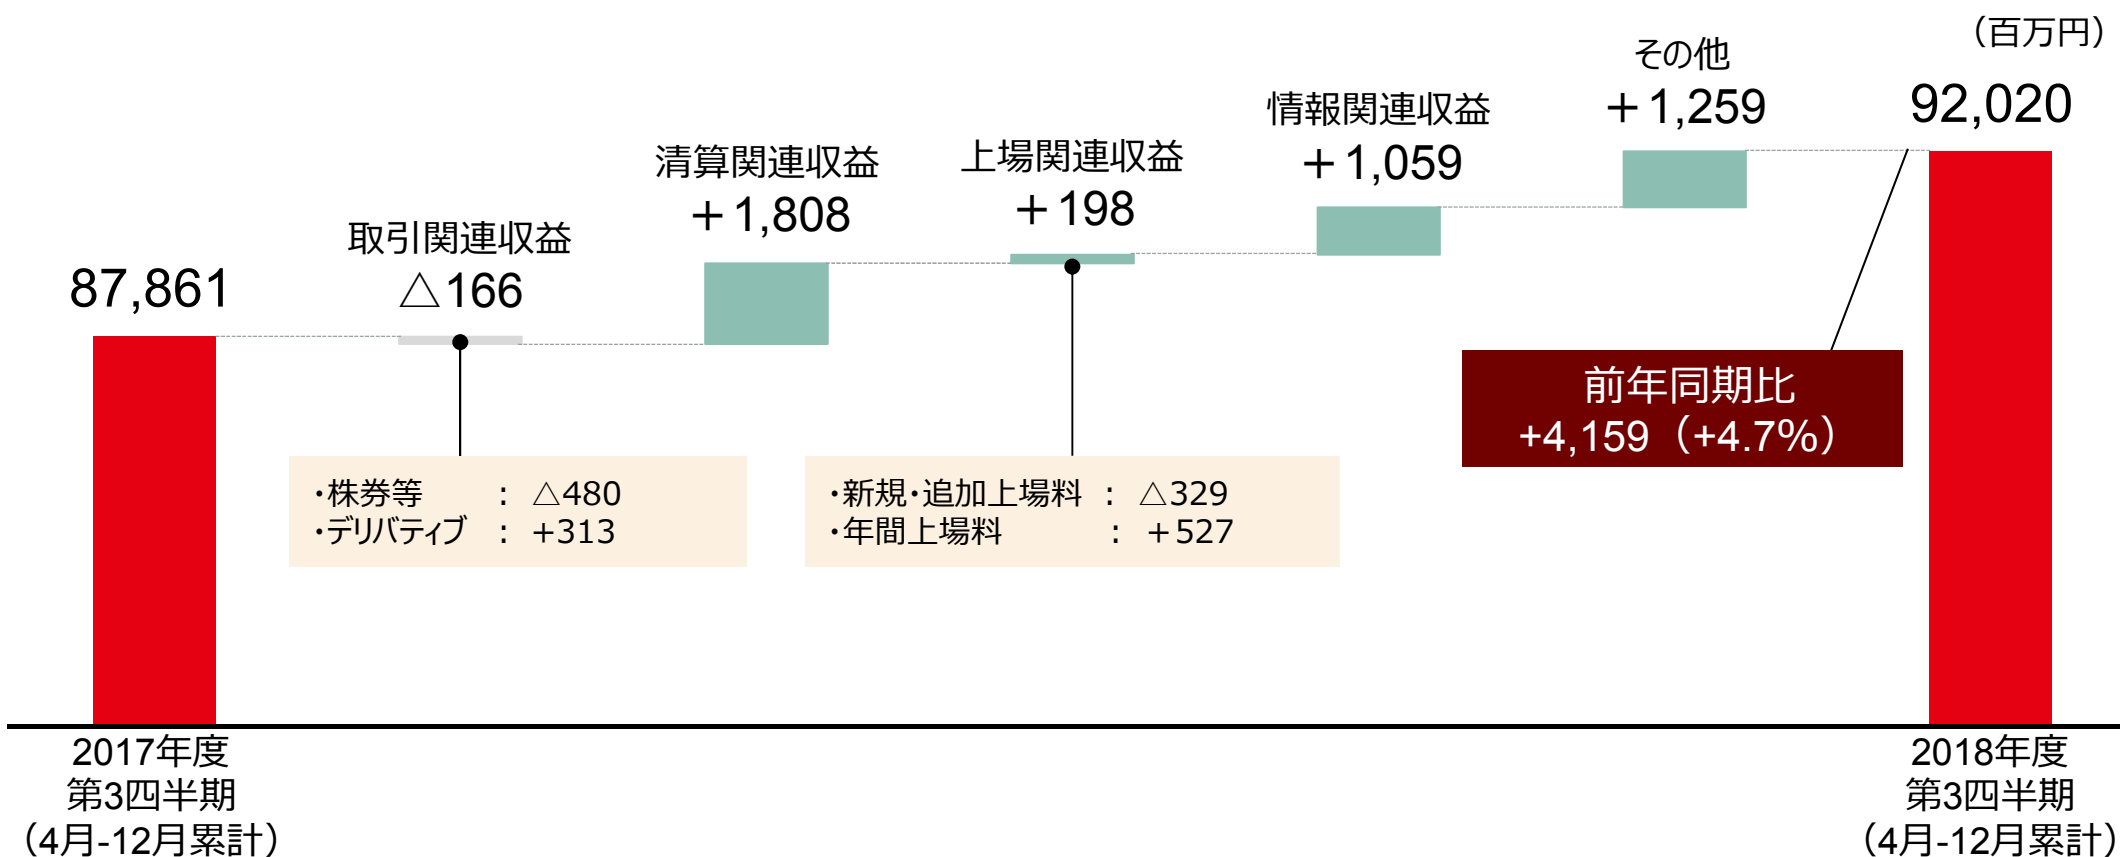 （百万円）
87,861
取引関連収益
△166
清算関連収益
＋1,808
上場関連収益
＋198
情報関連収益
＋1,059
その他
＋1,259
92,020
前年同期比
+4,159（+4.7%）
・株券等　　： △480
・デリバティブ ： +313
・新規・追加上場料 ： △329
・年間上場料　　　： ＋527
2017年度
第3四半期
（4月-12月累計）
2018年度
第3四半期
（4月-12月累計）